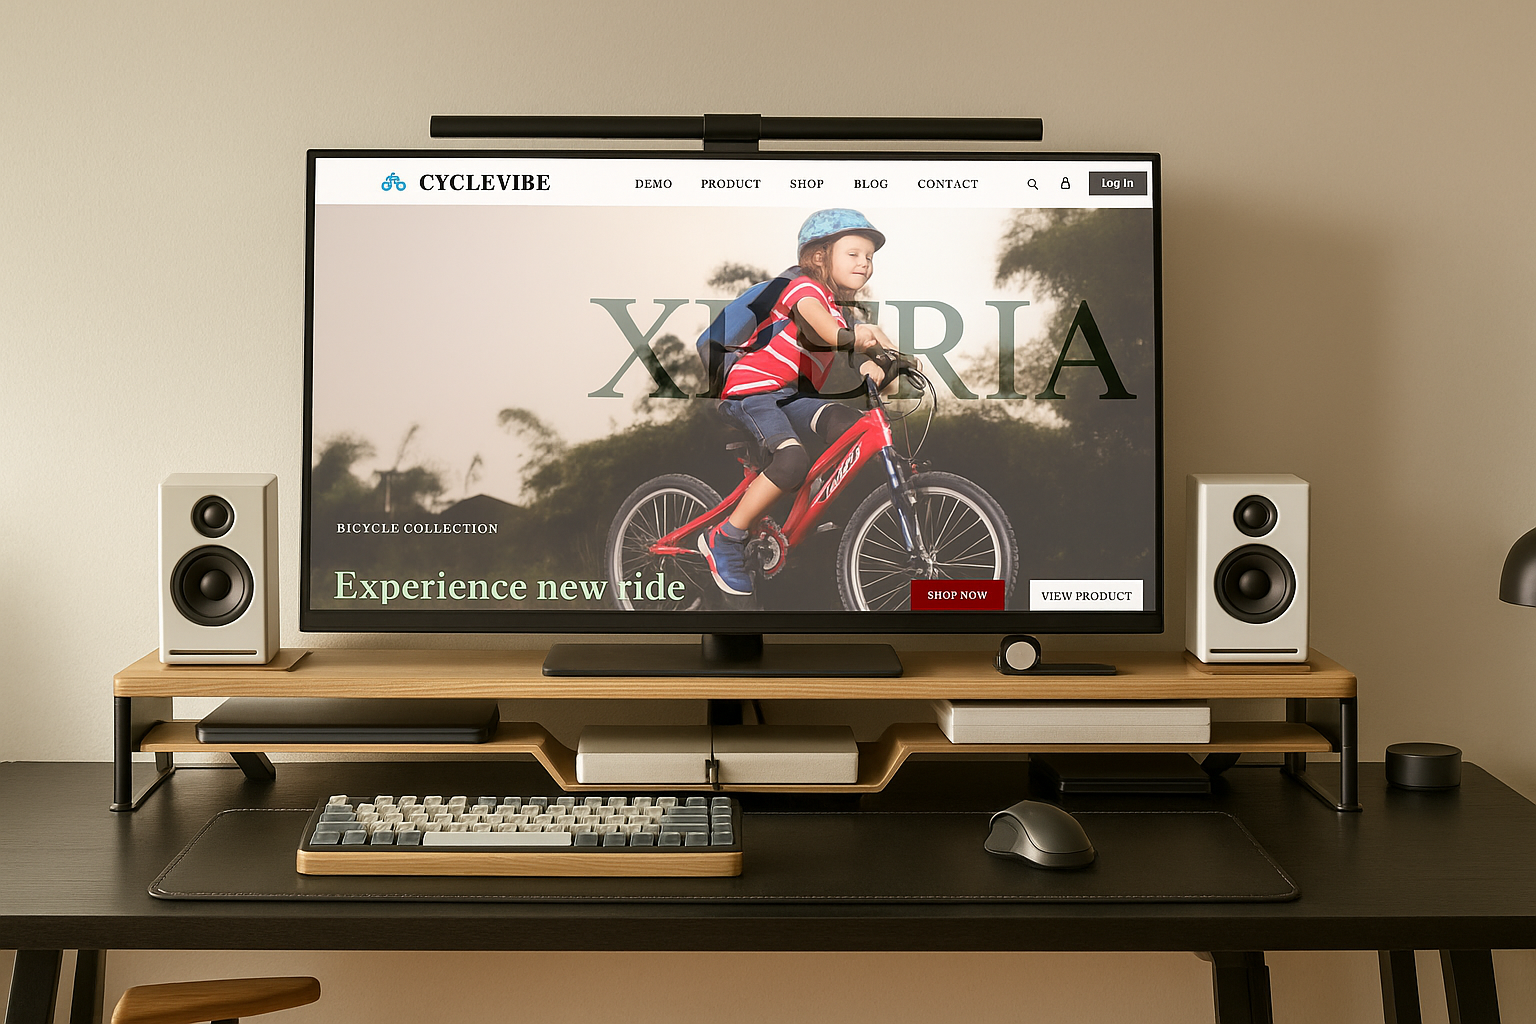 CYCLEVIBE
DEMO PRODUCT SHOP BLOG CONTACT
Log In
XPERIA
BICYCLE COLLECTION
Experience new ride
SHOP NOW
VIEW PRODUCT